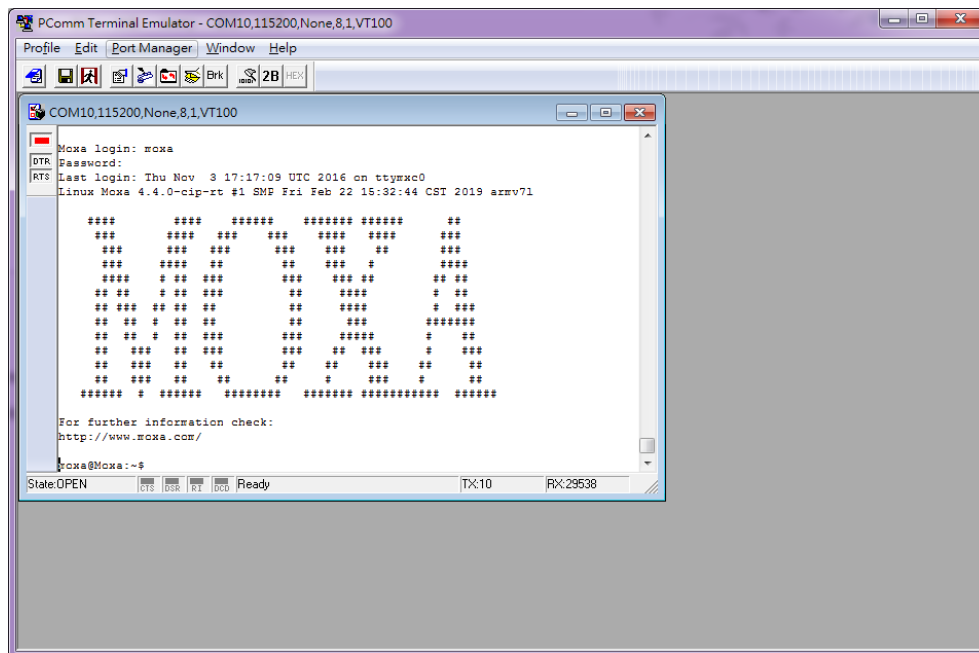 PComm Terminal Emulator - COM10,115200,None,8,1,VT100
Profile Edit Port Manager Window Help
Brk 2B HEX
COM10,115200,None,8,1,VT100
DTR
RTS
Moxa login: moxa
Password:
Last login: Thu Nov  3 17:17:09 UTC 2016 on ttymxc0
Linux Moxa 4.4.0-cip-rt #1 SMP Fri Feb 22 15:32:44 CST 2019 armv7l
MOXA
For further information check:
http://www.moxa.com/
moxa@Moxa:~$
State:OPEN CTS DSR RI DCD Ready TX:10 RX:29538